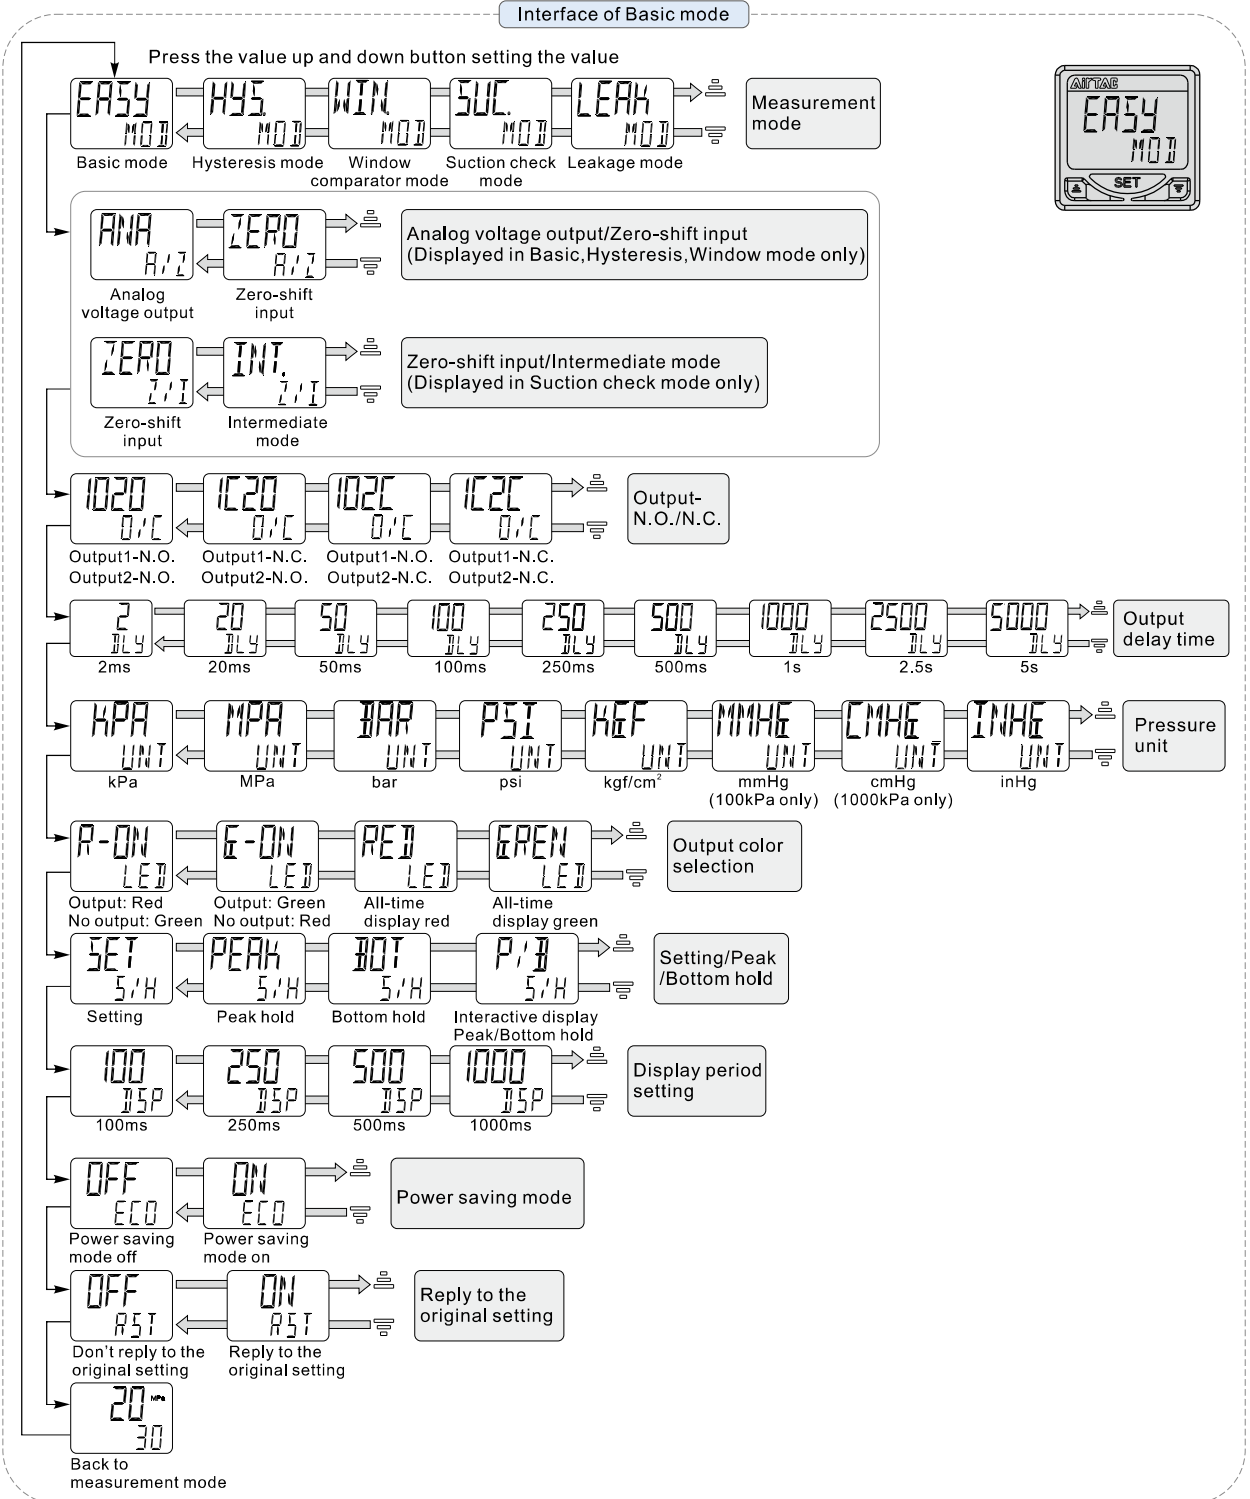 Interface of Basic mode
Press the value up and down button setting the value
EASY HYS. WIN. SUC. LEAK
MOD MOD MOD MOD MOD
Basic mode Hysteresis mode Window comparator mode Suction check mode Leakage mode
Measurement mode
AirTAC
EASY
MOD
SET
ANA ZERO
A/Z A/Z
Analog voltage output Zero-shift input
Analog voltage output/Zero-shift input
(Displayed in Basic,Hysteresis,Window mode only)
ZERO INT.
Z/I Z/I
Zero-shift input Intermediate mode
Zero-shift input/Intermediate mode
(Displayed in Suction check mode only)
1O2O 1C2O 1O2C 1C2C
O/C O/C O/C O/C
Output1-N.O. Output1-N.C. Output1-N.O. Output1-N.C.
Output2-N.O. Output2-N.O. Output2-N.C. Output2-N.C.
Output-
N.O./N.C.
2 20 50 100 250 500 1000 2500 5000
DLY DLY DLY DLY DLY DLY DLY DLY DLY
2ms 20ms 50ms 100ms 250ms 500ms 1s 2.5s 5s
Output
delay time
KPA MPA BAR PSI KGF MMHG CMHG INHG
UNT UNT UNT UNT UNT UNT UNT UNT
kPa MPa bar psi kgf/cm² mmHg cmHg inHg
(100kPa only) (1000kPa only)
Pressure
unit
R-ON G-ON RED GREN
LED LED LED LED
Output: Red Output: Green All-time All-time
No output: Green No output: Red display red display green
Output color
selection
SET PEAK BOT P/B
S/H S/H S/H S/H
Setting Peak hold Bottom hold Interactive display
Peak/Bottom hold
Setting/Peak
/Bottom hold
100 250 500 1000
DSP DSP DSP DSP
100ms 250ms 500ms 1000ms
Display period
setting
OFF ON
ECO ECO
Power saving Power saving
mode off mode on
Power saving mode
OFF ON
RST RST
Don't reply to the Reply to the
original setting original setting
Reply to the
original setting
20 MPa
30
Back to
measurement mode